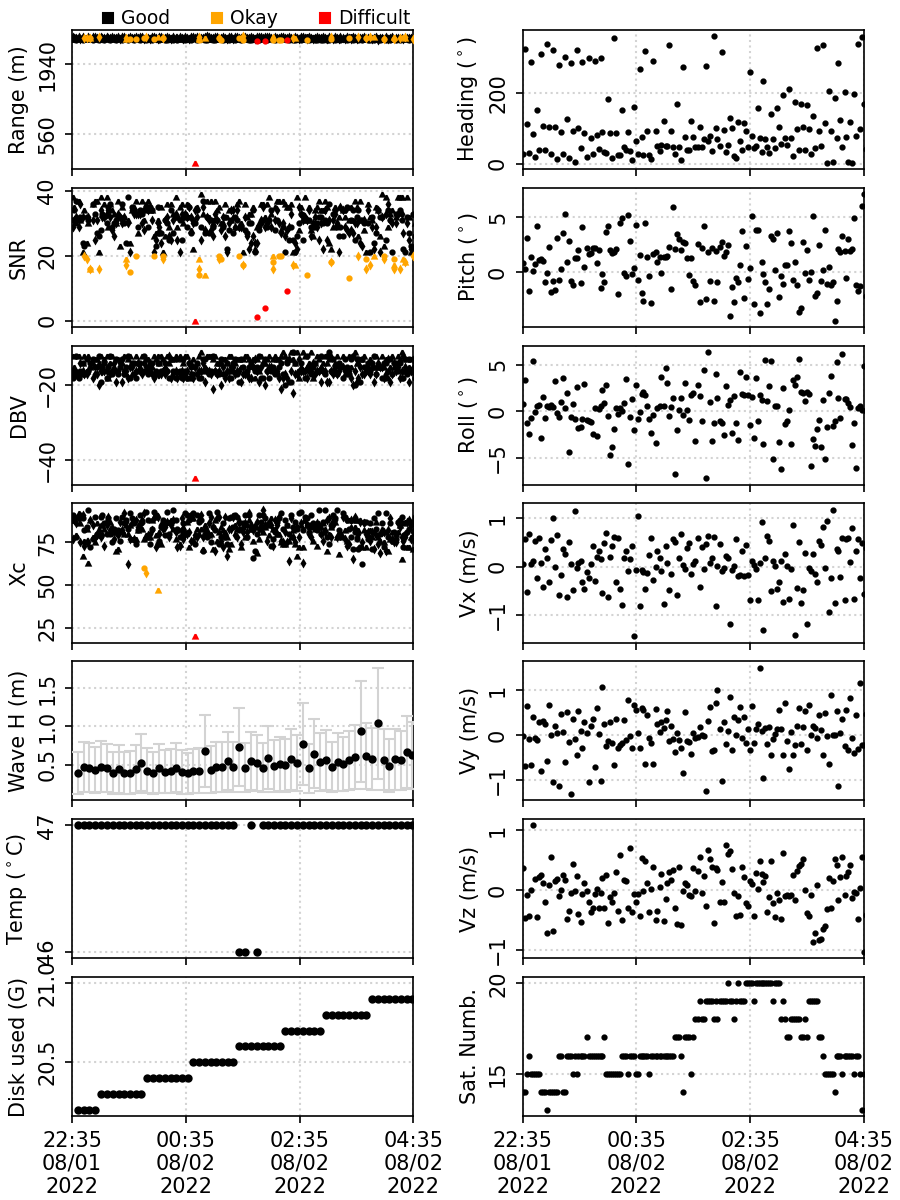 Good Okay Difficult
Range (m)
1940
560
Heading (°)
200
0
SNR
40
20
0
Pitch (°)
5
0
DBV
−20
−40
Roll (°)
5
0
−5
Xc
75
50
25
Vx (m/s)
1
0
−1
Wave H (m)
1.5
1.0
0.5
Vy (m/s)
1
0
−1
Temp (°C)
47
46
Vz (m/s)
1
0
−1
Disk used (G)
21.0
20.5
Sat. Numb.
20
15
22:35 00:35 02:35 04:35
08/01 08/02 08/02 08/02
2022 2022 2022 2022
22:35 00:35 02:35 04:35
08/01 08/02 08/02 08/02
2022 2022 2022 2022